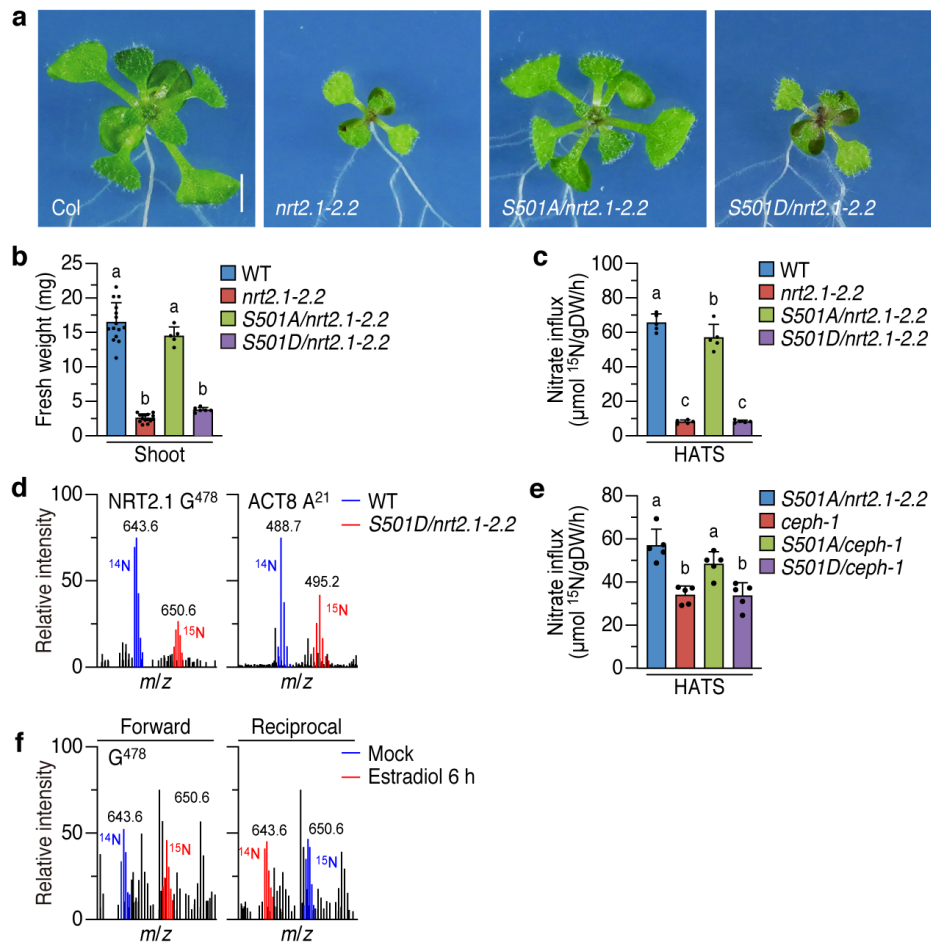 a
Col
nrt2.1-2.2
S501A/nrt2.1-2.2
S501D/nrt2.1-2.2
b
Fresh weight (mg)
25
20
15
10
5
0
a
b
a
b
Shoot
WT
nrt2.1-2.2
S501A/nrt2.1-2.2
S501D/nrt2.1-2.2
c
Nitrate influx
(µmol ¹⁵N/gDW/h)
100
80
60
40
20
0
a
c
b
c
HATS
WT
nrt2.1-2.2
S501A/nrt2.1-2.2
S501D/nrt2.1-2.2
d
Relative intensity
100
50
0
NRT2.1 G⁴⁷⁸
643.6
¹⁴N
650.6
¹⁵N
m/z
ACT8 A²¹
488.7
¹⁴N
495.2
¹⁵N
m/z
WT
S501D/nrt2.1-2.2
e
Nitrate influx
(µmol ¹⁵N/gDW/h)
80
60
40
20
0
a
b
a
b
HATS
S501A/nrt2.1-2.2
ceph-1
S501A/ceph-1
S501D/ceph-1
f
Relative intensity
100
50
0
Forward
G⁴⁷⁸
643.6
¹⁴N
650.6
¹⁵N
m/z
Reciprocal
643.6
¹⁴N
650.6
¹⁵N
m/z
Mock
Estradiol 6 h